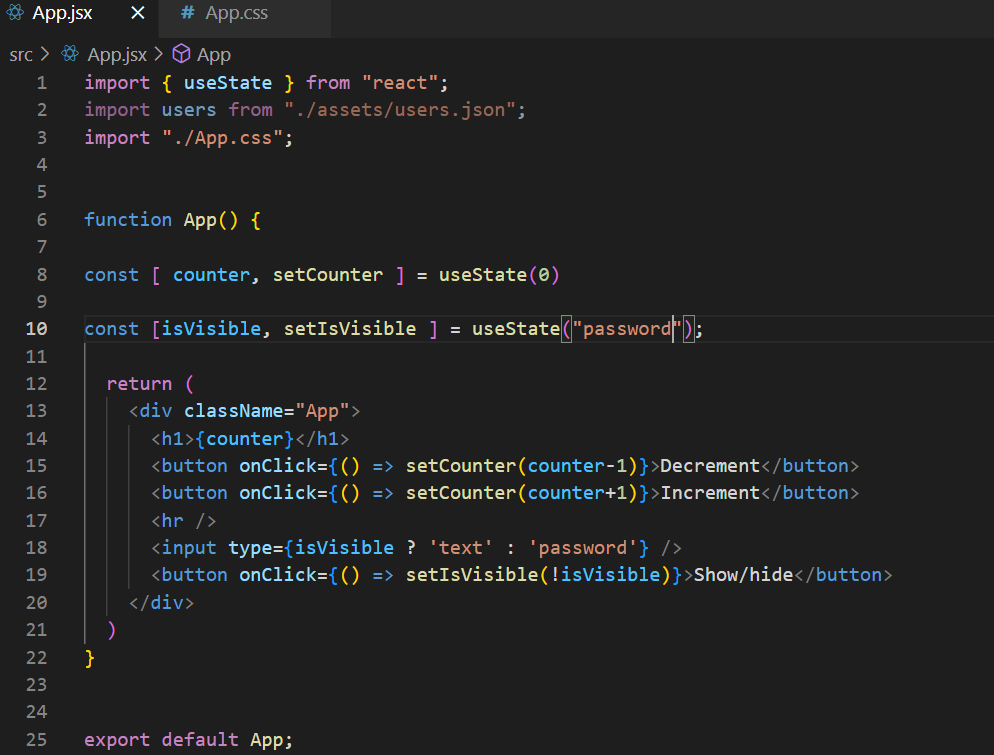 App.jsx × # App.css
src > App.jsx > App
1 import { useState } from "react";
2 import users from "./assets/users.json";
3 import "./App.css";
4
5
6 function App() {
7
8 const [ counter, setCounter ] = useState(0)
9
10 const [isVisible, setIsVisible ] = useState("password");
11
12   return (
13     <div className="App">
14       <h1>{counter}</h1>
15       <button onClick={() => setCounter(counter-1)}>Decrement</button>
16       <button onClick={() => setCounter(counter+1)}>Increment</button>
17       <hr />
18       <input type={isVisible ? 'text' : 'password'} />
19       <button onClick={() => setIsVisible(!isVisible)}>Show/hide</button>
20     </div>
21   )
22 }
23
24
25 export default App;